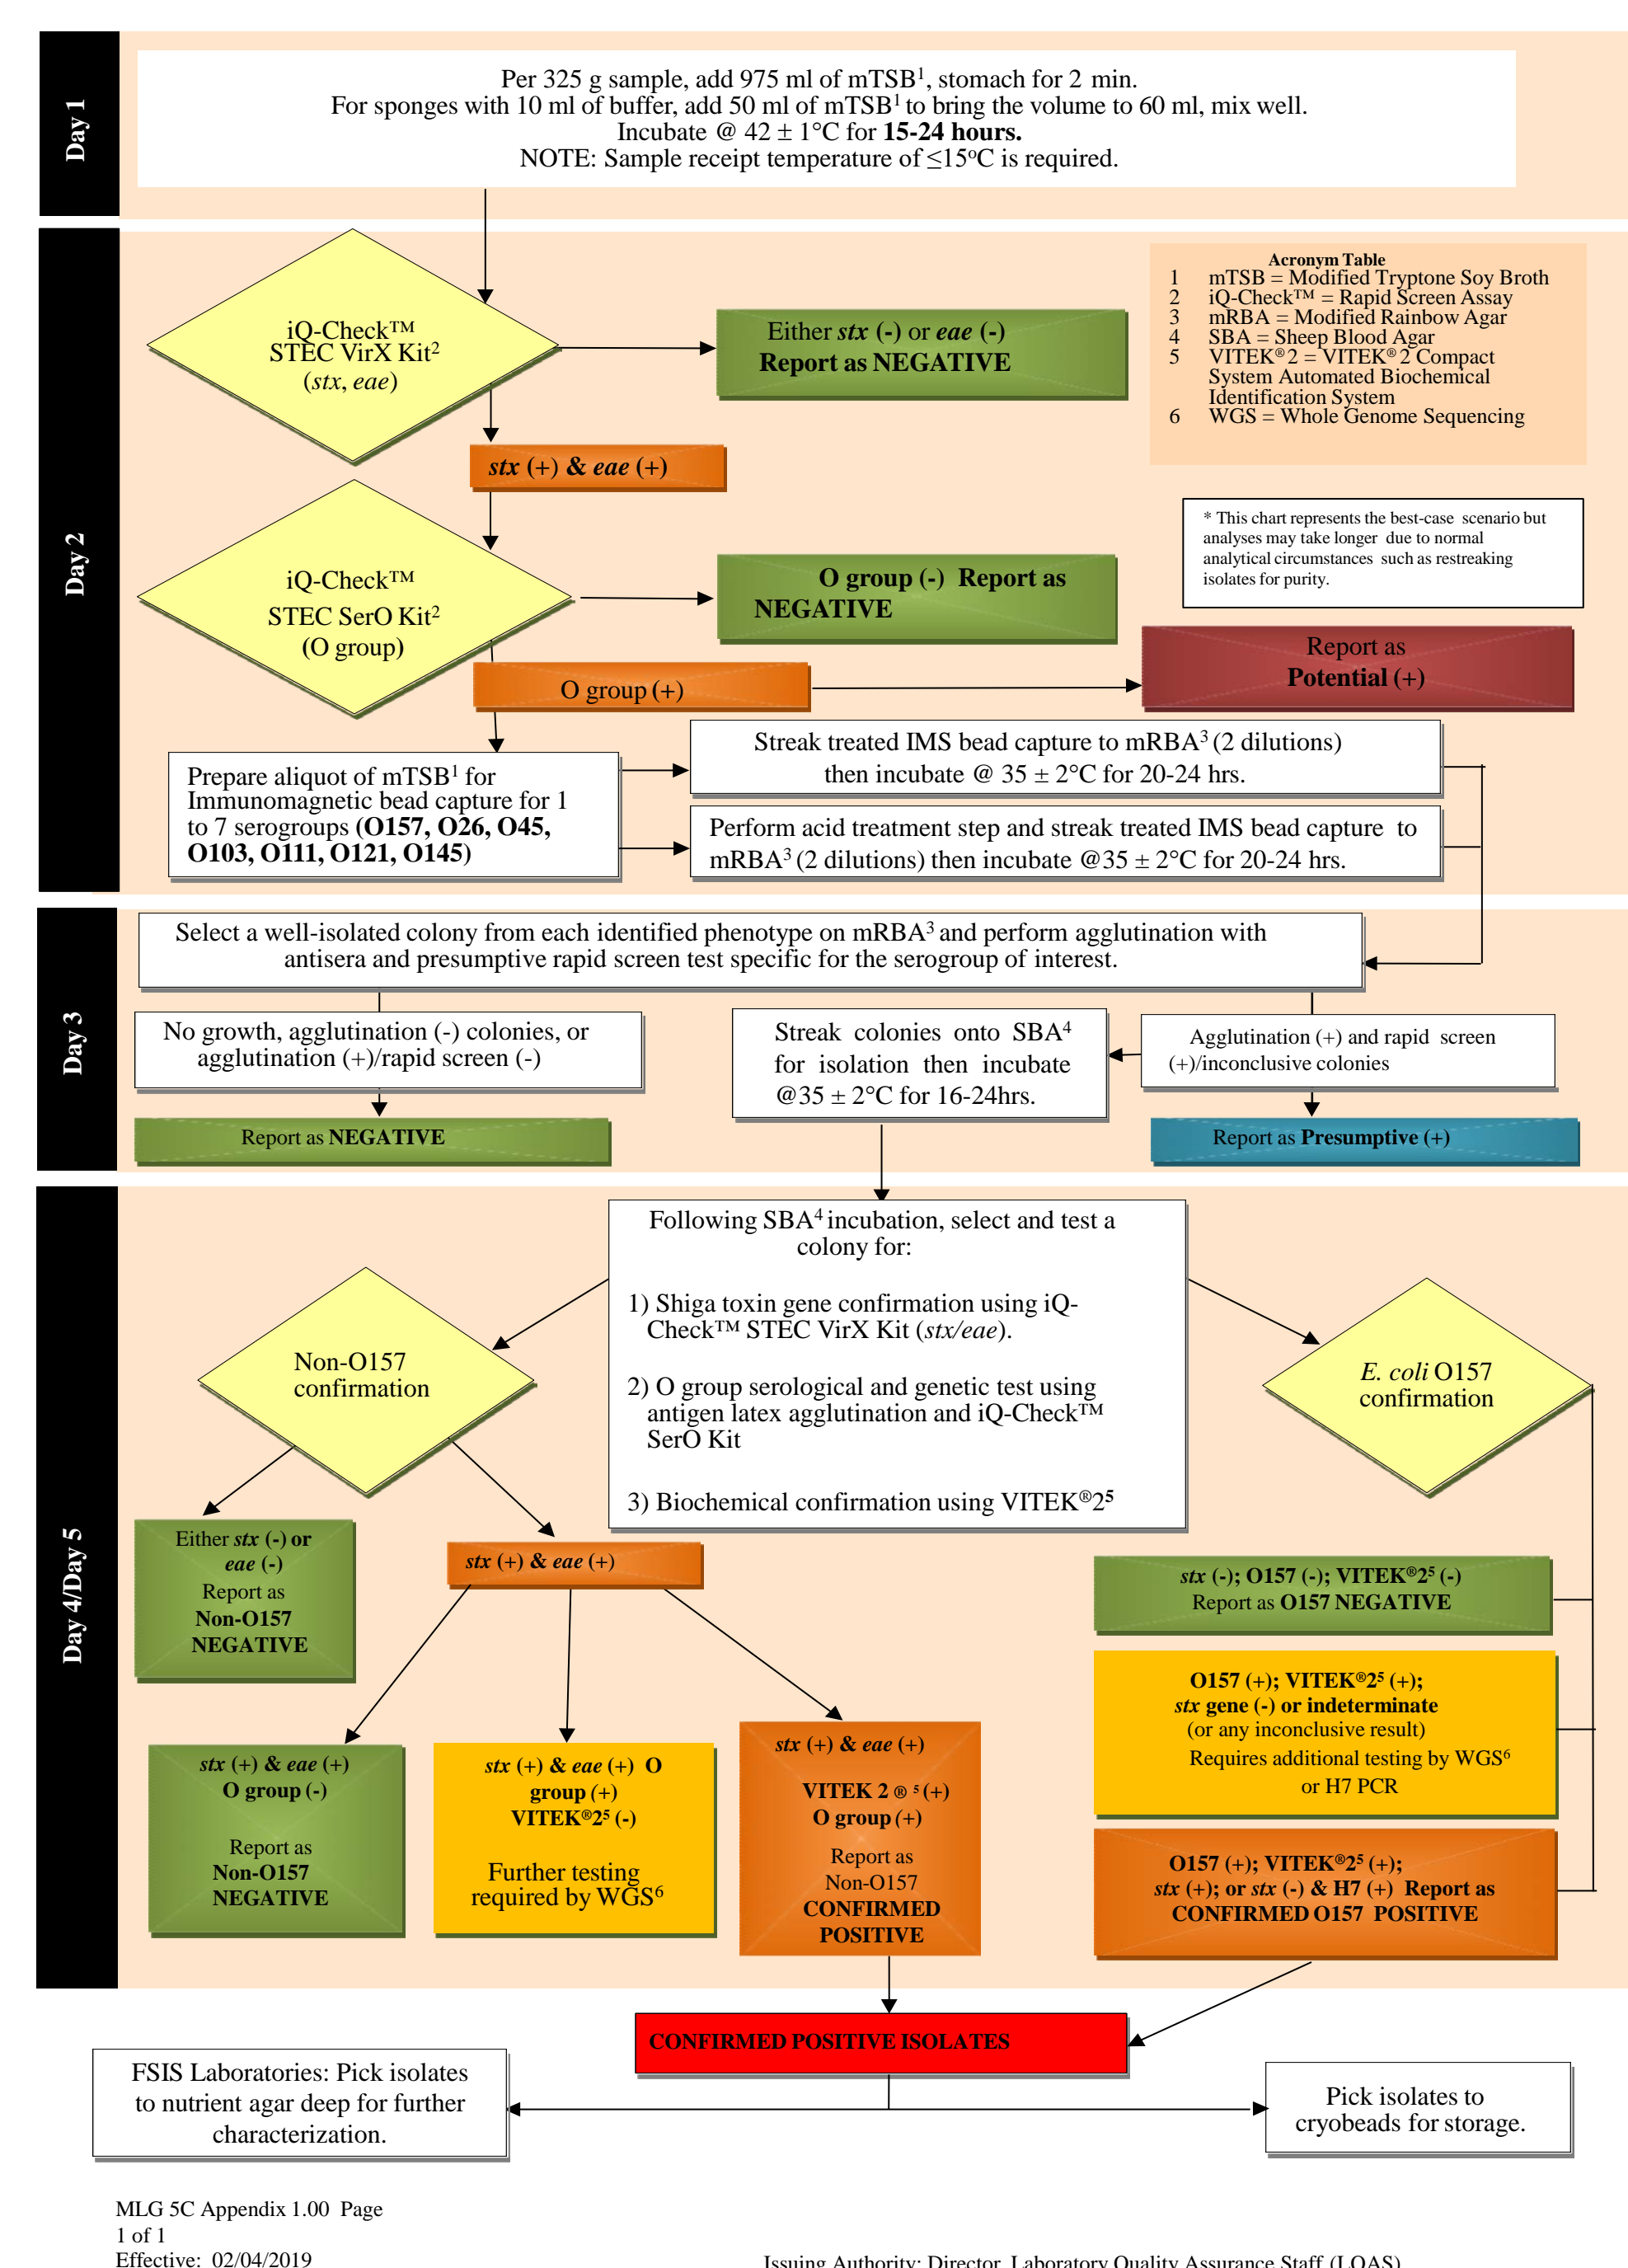 Day 1
Per 325 g sample, add 975 ml of mTSB¹, stomach for 2 min.
For sponges with 10 ml of buffer, add 50 ml of mTSB¹ to bring the volume to 60 ml, mix well.
Incubate @ 42 ± 1°C for 15-24 hours.
NOTE: Sample receipt temperature of ≤15°C is required.
Day 2
iQ-Check™
STEC VirX Kit²
(stx, eae)
Either stx (-) or eae (-)
Report as NEGATIVE
Acronym Table
1 mTSB = Modified Tryptone Soy Broth
2 iQ-Check™ = Rapid Screen Assay
3 mRBA = Modified Rainbow Agar
4 SBA = Sheep Blood Agar
5 VITEK® 2 = VITEK® 2 Compact
System Automated Biochemical
Identification System
6 WGS = Whole Genome Sequencing
stx (+) & eae (+)
* This chart represents the best-case scenario but
analyses may take longer due to normal
analytical circumstances such as restreaking
isolates for purity.
iQ-Check™
STEC SerO Kit²
(O group)
O group (-) Report as
NEGATIVE
O group (+)
Report as
Potential (+)
Prepare aliquot of mTSB¹ for
Immunomagnetic bead capture for 1
to 7 serogroups (O157, O26, O45,
O103, O111, O121, O145)
Streak treated IMS bead capture to mRBA³ (2 dilutions)
then incubate @ 35 ± 2°C for 20-24 hrs.
Perform acid treatment step and streak treated IMS bead capture to
mRBA³ (2 dilutions) then incubate @35 ± 2°C for 20-24 hrs.
Day 3
Select a well-isolated colony from each identified phenotype on mRBA³ and perform agglutination with
antisera and presumptive rapid screen test specific for the serogroup of interest.
No growth, agglutination (-) colonies, or
agglutination (+)/rapid screen (-)
Report as NEGATIVE
Streak colonies onto SBA⁴
for isolation then incubate
@35 ± 2°C for 16-24hrs.
Agglutination (+) and rapid screen
(+)/inconclusive colonies
Report as Presumptive (+)
Day 4/Day 5
Following SBA⁴ incubation, select and test a
colony for:
1) Shiga toxin gene confirmation using iQ-
Check™ STEC VirX Kit (stx/eae).
2) O group serological and genetic test using
antigen latex agglutination and iQ-Check™
SerO Kit
3) Biochemical confirmation using VITEK®2⁵
Non-O157
confirmation
E. coli O157
confirmation
Either stx (-) or
eae (-)
Report as
Non-O157
NEGATIVE
stx (+) & eae (+)
stx (+) & eae (+)
O group (-)
Report as
Non-O157
NEGATIVE
stx (+) & eae (+) O
group (+)
VITEK®2⁵ (-)
Further testing
required by WGS⁶
stx (+) & eae (+)
VITEK 2 ® ⁵ (+)
O group (+)
Report as
Non-O157
CONFIRMED
POSITIVE
stx (-); O157 (-); VITEK®2⁵ (-)
Report as O157 NEGATIVE
O157 (+); VITEK®2⁵ (+);
stx gene (-) or indeterminate
(or any inconclusive result)
Requires additional testing by WGS⁶
or H7 PCR
O157 (+); VITEK®2⁵ (+);
stx (+); or stx (-) & H7 (+) Report as
CONFIRMED O157 POSITIVE
CONFIRMED POSITIVE ISOLATES
FSIS Laboratories: Pick isolates
to nutrient agar deep for further
characterization.
Pick isolates to
cryobeads for storage.
MLG 5C Appendix 1.00 Page
1 of 1
Effective: 02/04/2019
Issuing Authority: Director, Laboratory Quality Assurance Staff (LQAS)